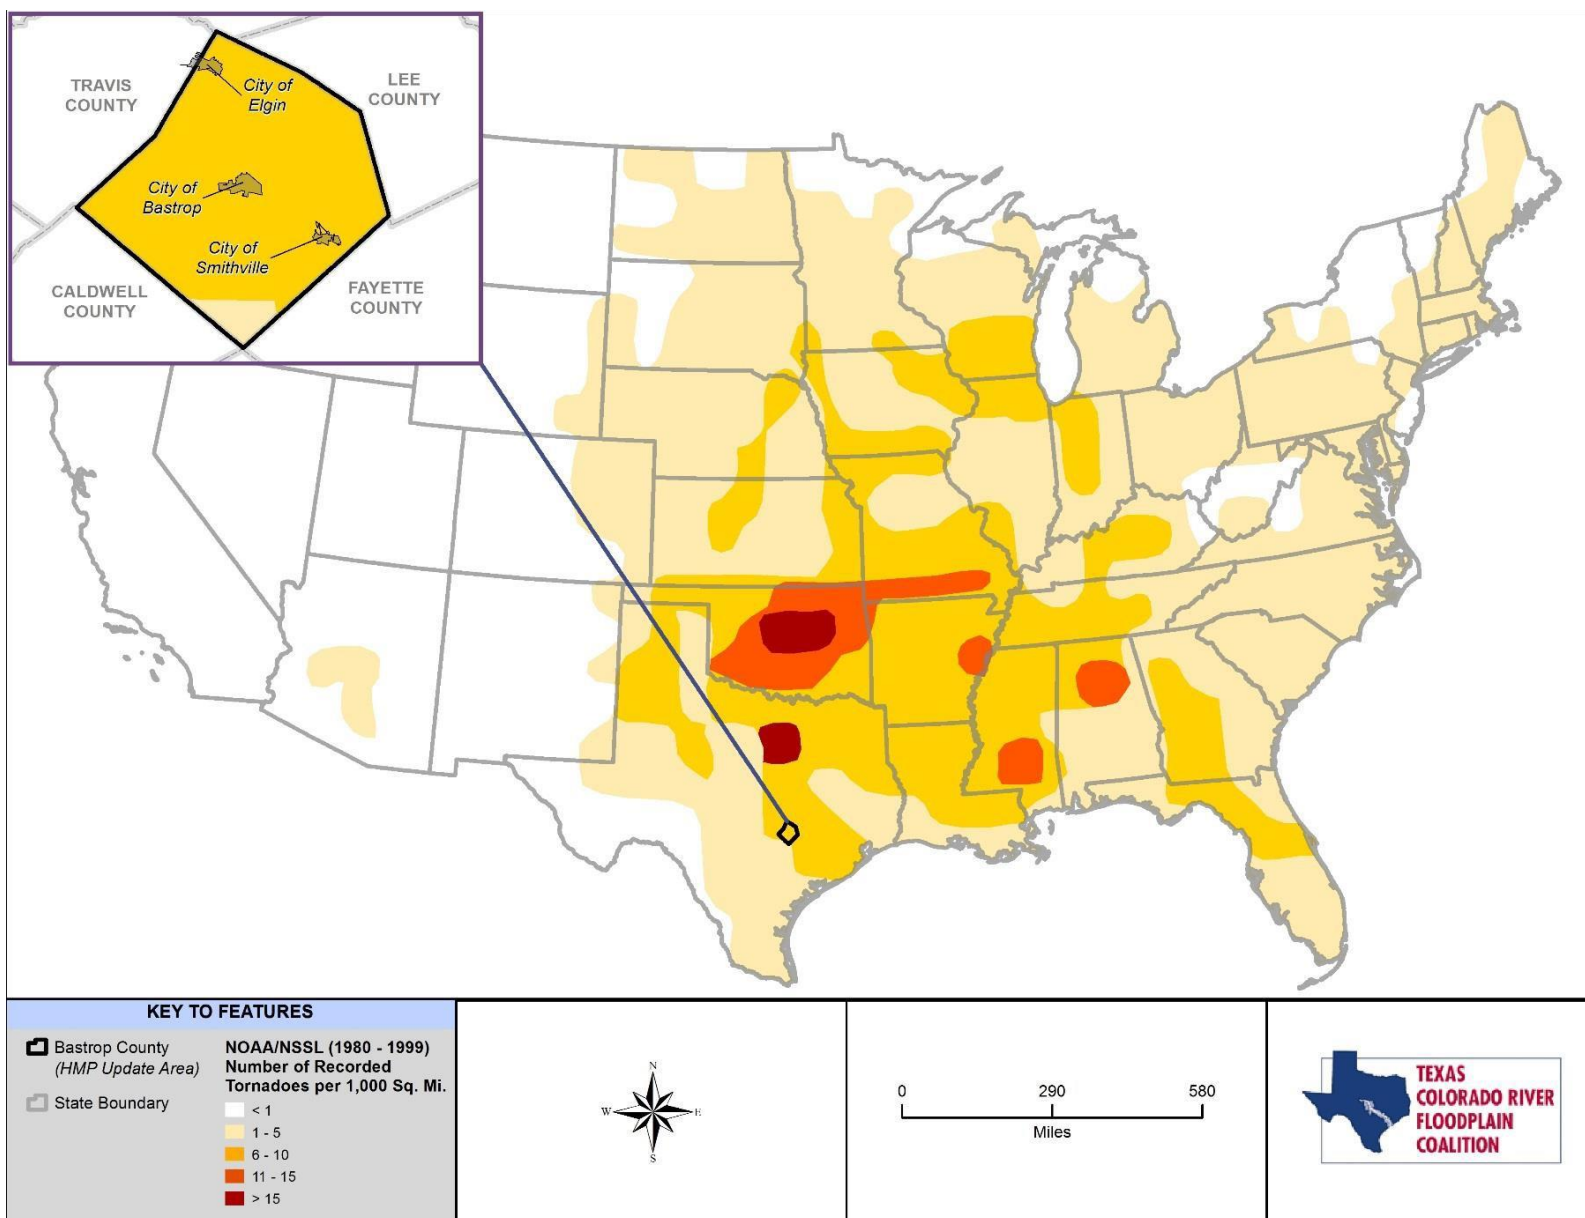 TRAVIS
COUNTY
LEE
COUNTY
City of
Elgin
City of
Bastrop
City of
Smithville
CALDWELL
COUNTY
FAYETTE
COUNTY
KEY TO FEATURES
Bastrop County
(HMP Update Area)
State Boundary
NOAA/NSSL (1980 - 1999)
Number of Recorded
Tornadoes per 1,000 Sq. Mi.
< 1
1 - 5
6 - 10
11 - 15
> 15
N
W E
S
0 290 580
Miles
TEXAS
COLORADO RIVER
FLOODPLAIN
COALITION